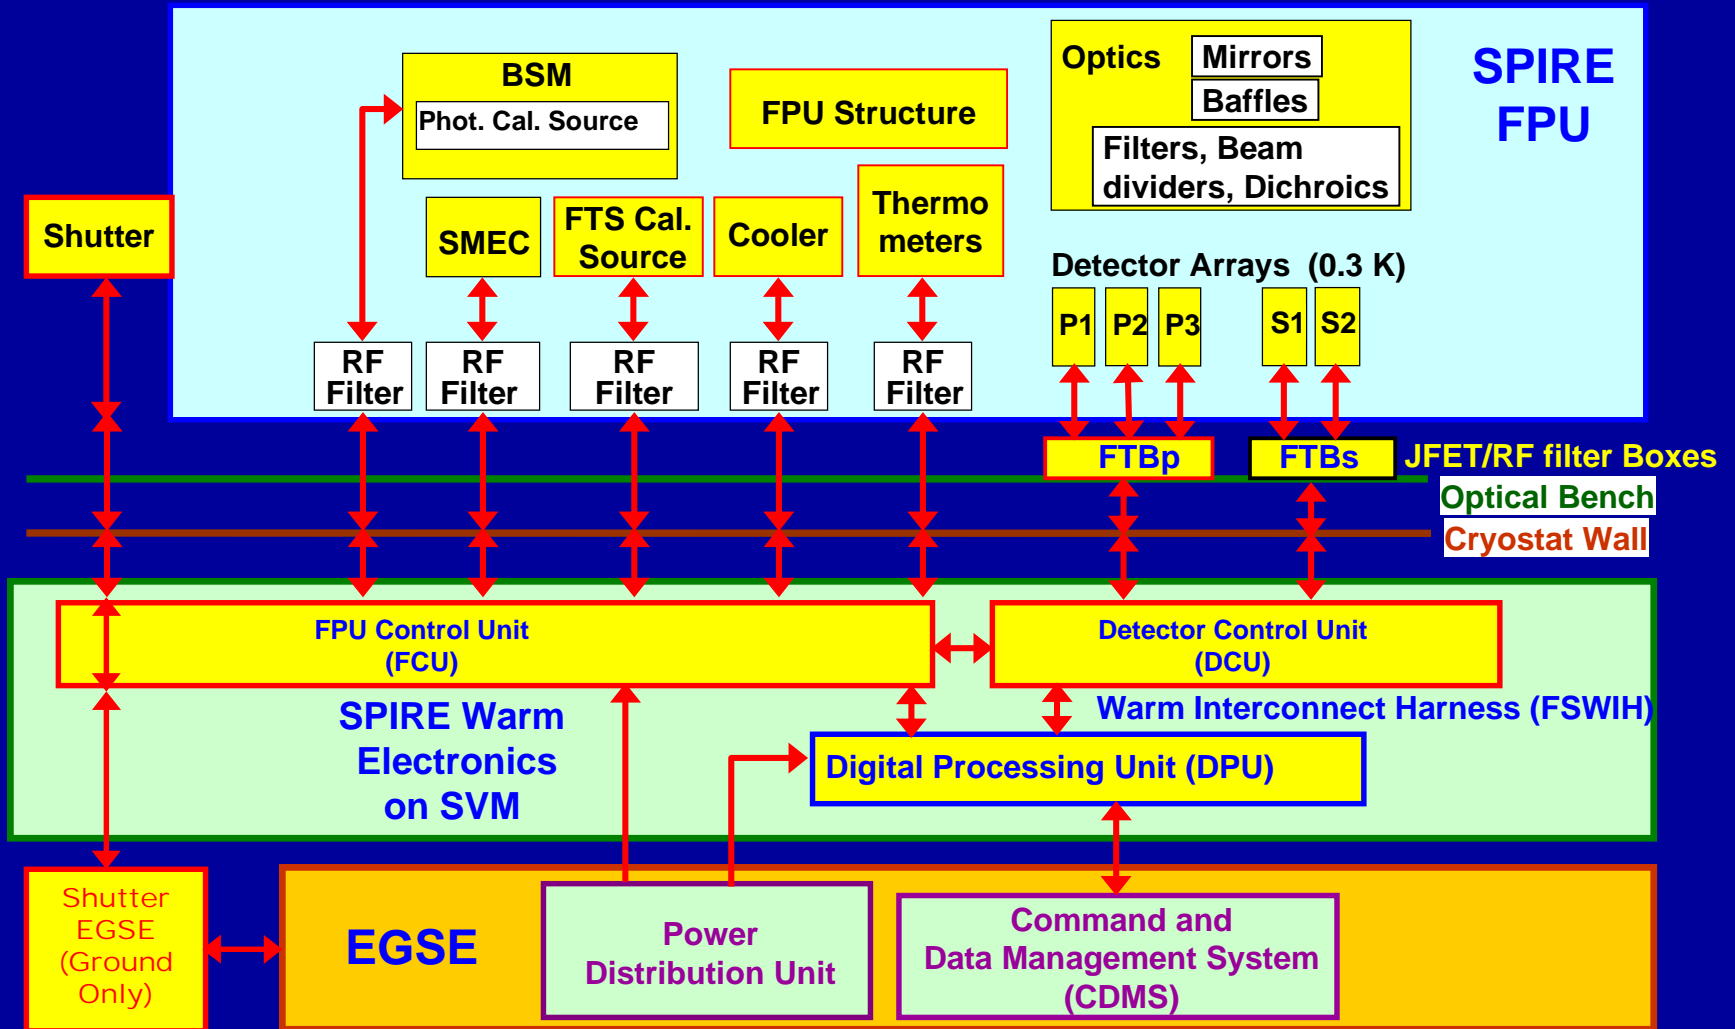 SPIRE
FPU
BSM
Phot. Cal. Source
FPU Structure
Optics
Mirrors
Baffles
Filters, Beam
dividers, Dichroics
Shutter
SMEC
FTS Cal.
Source
Cooler
Thermo
meters
Detector Arrays (0.3 K)
P1
P2
P3
S1
S2
RF
Filter
RF
Filter
RF
Filter
RF
Filter
RF
Filter
FTBp
FTBs
JFET/RF filter Boxes
Optical Bench
Cryostat Wall
FPU Control Unit
(FCU)
Detector Control Unit
(DCU)
SPIRE Warm
Electronics
on SVM
Warm Interconnect Harness (FSWIH)
Digital Processing Unit (DPU)
Shutter
EGSE
(Ground
Only)
EGSE
Power
Distribution Unit
Command and
Data Management System
(CDMS)